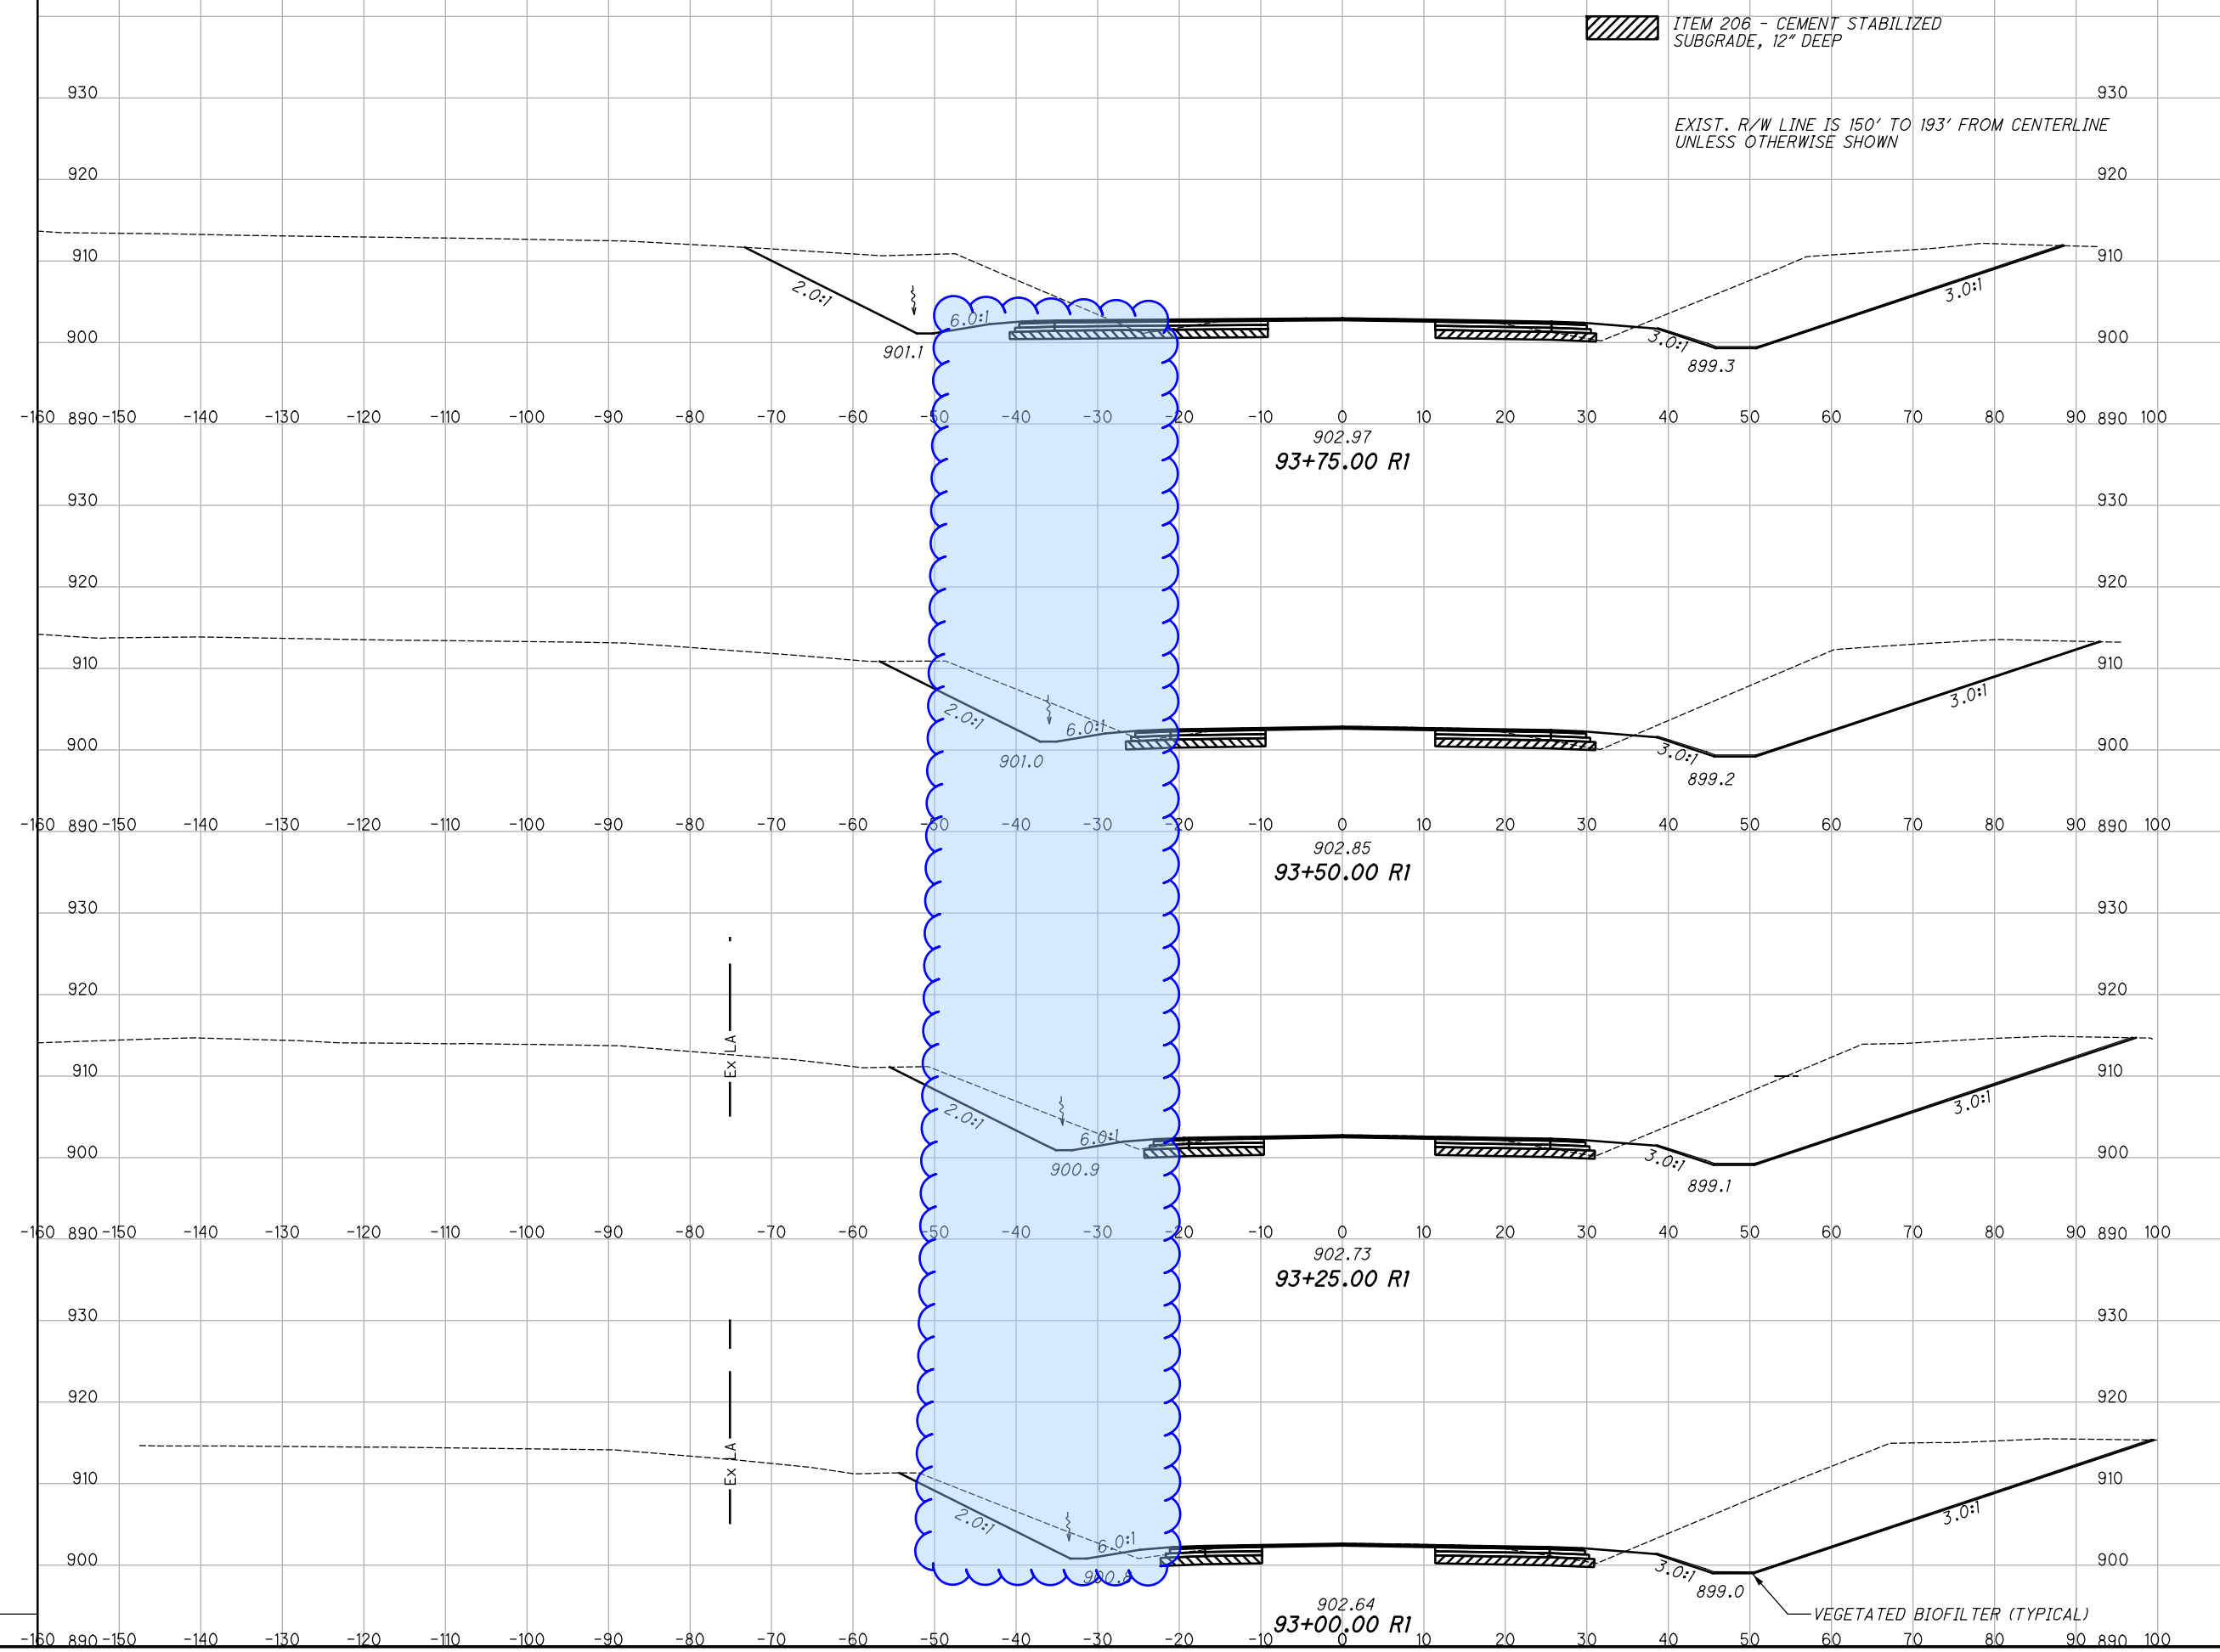 ITEM 206 - CEMENT STABILIZED
SUBGRADE, 12" DEEP
930 930
EXIST. R/W LINE IS 150' TO 193' FROM CENTERLINE
UNLESS OTHERWISE SHOWN
920 920
910 910
2.0:1 6.0:1 3.0:1
900 901.1 3.0:1 899.3 900
-160 890 -150 -140 -130 -120 -110 -100 -90 -80 -70 -60 -50 -40 -30 -20 -10 0 10 20 30 40 50 60 70 80 90 890 100
902.97
93+75.00 R1
930 930
920 920
910 910
2.0:1 6.0:1 3.0:1
900 901.0 3.0:1 899.2 900
-160 890 -150 -140 -130 -120 -110 -100 -90 -80 -70 -60 -50 -40 -30 -20 -10 0 10 20 30 40 50 60 70 80 90 890 100
902.85
93+50.00 R1
930 930
920 920
Ex LA
910 910
2.0:1 6.0:1 3.0:1
900 900.9 3.0:1 899.1 900
-160 890 -150 -140 -130 -120 -110 -100 -90 -80 -70 -60 -50 -40 -30 -20 -10 0 10 20 30 40 50 60 70 80 90 890 100
902.73
93+25.00 R1
930 930
920 920
Ex LA
910 910
2.0:1 6.0:1 3.0:1
900 900.8 3.0:1 899.0 900
902.64
VEGETATED BIOFILTER (TYPICAL)
93+00.00 R1
-160 890 -150 -140 -130 -120 -110 -100 -90 -80 -70 -60 -50 -40 -30 -20 -10 0 10 20 30 40 50 60 70 80 90 890 100